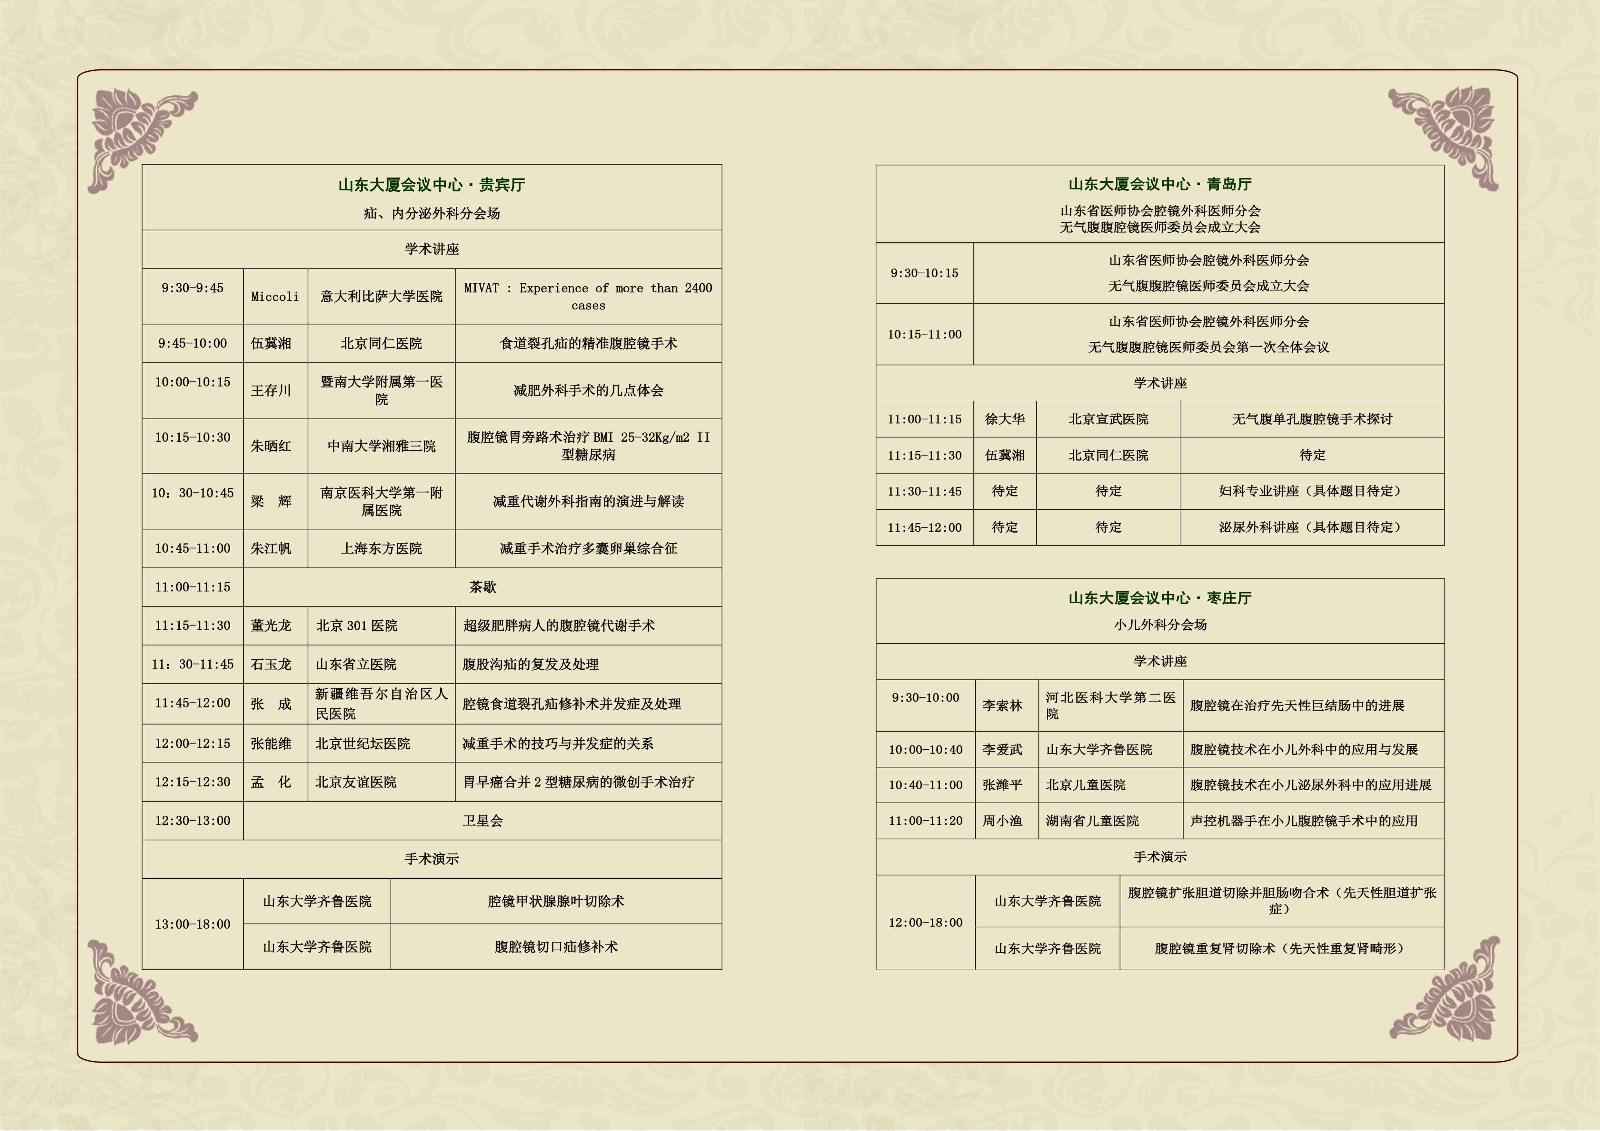 山东大厦会议中心·贵宾厅
疝、内分泌外科分会场
学术讲座
9:30-9:45 Miccoli 意大利比萨大学医院 MIVAT : Experience of more than 2400
cases
9:45-10:00 伍冀湘 北京同仁医院 食道裂孔疝的精准腹腔镜手术
10:00-10:15 王存川 暨南大学附属第一医
院 减肥外科手术的几点体会
10:15-10:30 朱晒红 中南大学湘雅三院 腹腔镜胃旁路术治疗 BMI 25-32Kg/m2 II
型糖尿病
10：30-10:45 梁 辉 南京医科大学第一附
属医院 减重代谢外科指南的演进与解读
10:45-11:00 朱江帆 上海东方医院 减重手术治疗多囊卵巢综合征
11:00-11:15 茶歇
11:15-11:30 董光龙 北京 301 医院 超级肥胖病人的腹腔镜代谢手术
11：30-11:45 石玉龙 山东省立医院 腹股沟疝的复发及处理
11:45-12:00 张 成 新疆维吾尔自治区人
民医院 腔镜食道裂孔疝修补术并发症及处理
12:00-12:15 张能维 北京世纪坛医院 减重手术的技巧与并发症的关系
12:15-12:30 孟 化 北京友谊医院 胃早癌合并 2 型糖尿病的微创手术治疗
12:30-13:00 卫星会
手术演示
13:00-18:00 山东大学齐鲁医院 腔镜甲状腺腺叶切除术
山东大学齐鲁医院 腹腔镜切口疝修补术
山东大厦会议中心·青岛厅
山东省医师协会腔镜外科医师分会
无气腹腹腔镜医师委员会成立大会
9:30-10:15 山东省医师协会腔镜外科医师分会
无气腹腹腔镜医师委员会成立大会
10:15-11:00 山东省医师协会腔镜外科医师分会
无气腹腹腔镜医师委员会第一次全体会议
学术讲座
11:00-11:15 徐大华 北京宣武医院 无气腹单孔腹腔镜手术探讨
11:15-11:30 伍冀湘 北京同仁医院 待定
11:30-11:45 待定 待定 妇科专业讲座（具体题目待定）
11:45-12:00 待定 待定 泌尿外科讲座（具体题目待定）
山东大厦会议中心·枣庄厅
小儿外科分会场
学术讲座
9:30-10:00 李索林 河北医科大学第二医
院 腹腔镜在治疗先天性巨结肠中的进展
10:00-10:40 李爱武 山东大学齐鲁医院 腹腔镜技术在小儿外科中的应用与发展
10:40-11:00 张潍平 北京儿童医院 腹腔镜技术在小儿泌尿外科中的应用进展
11:00-11:20 周小渔 湖南省儿童医院 声控机器手在小儿腹腔镜手术中的应用
手术演示
12:00-18:00 山东大学齐鲁医院 腹腔镜扩张胆道切除并胆肠吻合术（先天性胆道扩张
症）
山东大学齐鲁医院 腹腔镜重复肾切除术（先天性重复肾畸形）